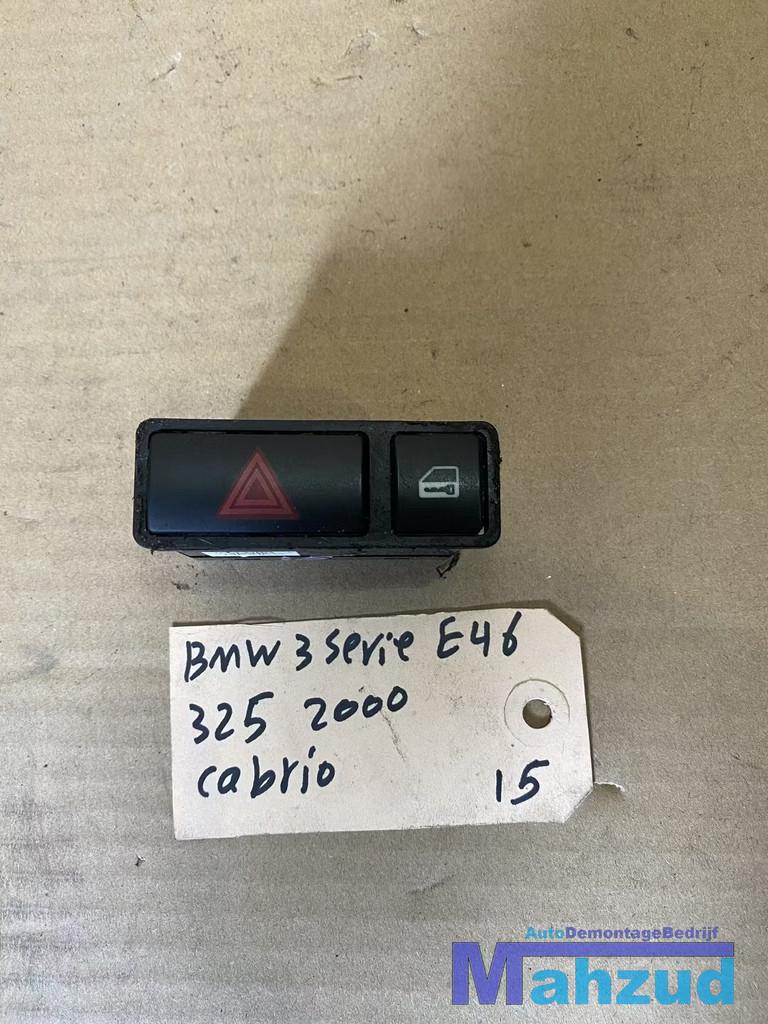 BMW 3 serie E46
325 2000
cabrio 15
AutoDemontageBedrijf
Mahzud